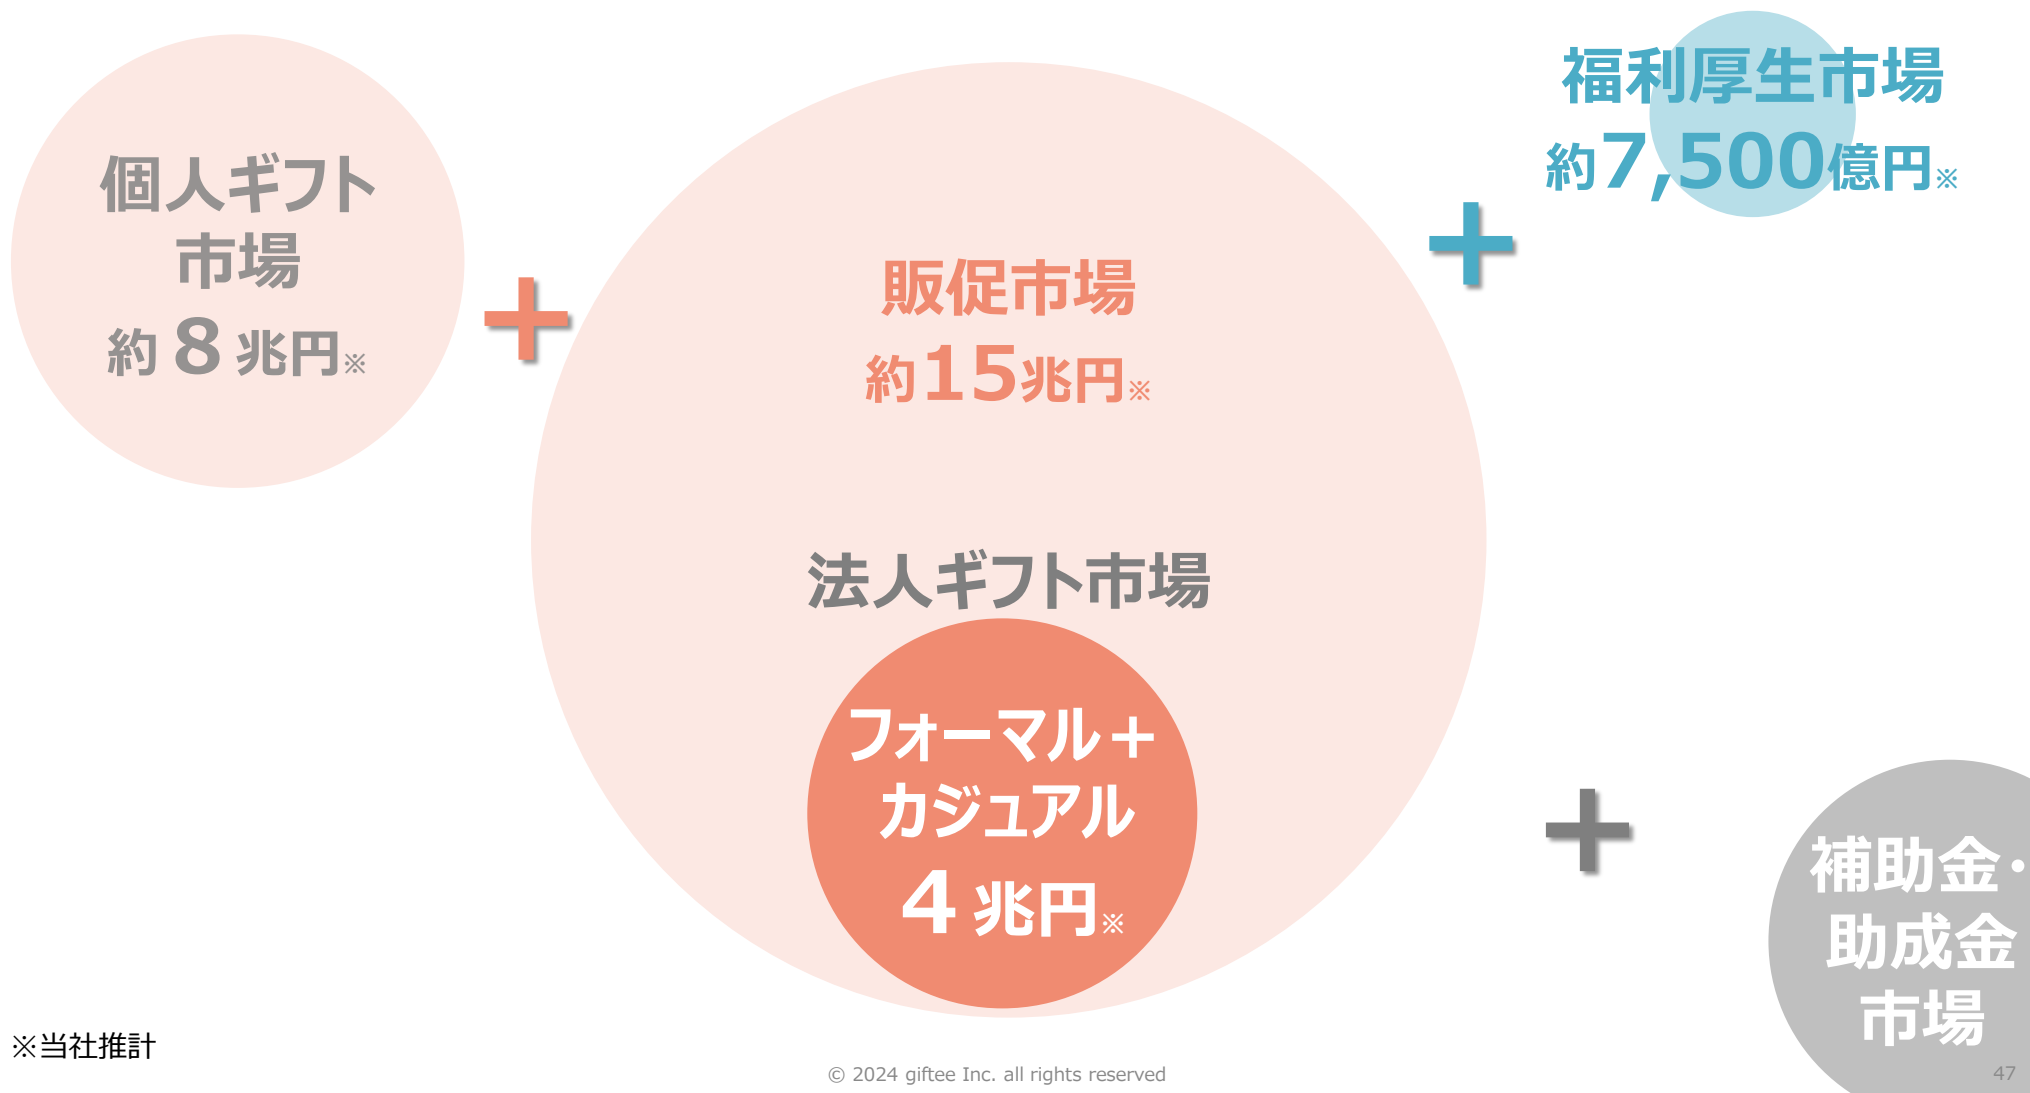 個人ギフト
市場
約8兆円※
+
販促市場
約15兆円※
法人ギフト市場
フォーマル+
カジュアル
4兆円※
+
福利厚生市場
約7,500億円※
+
補助金・
助成金
市場
※当社推計
© 2024 giftee Inc. all rights reserved
47